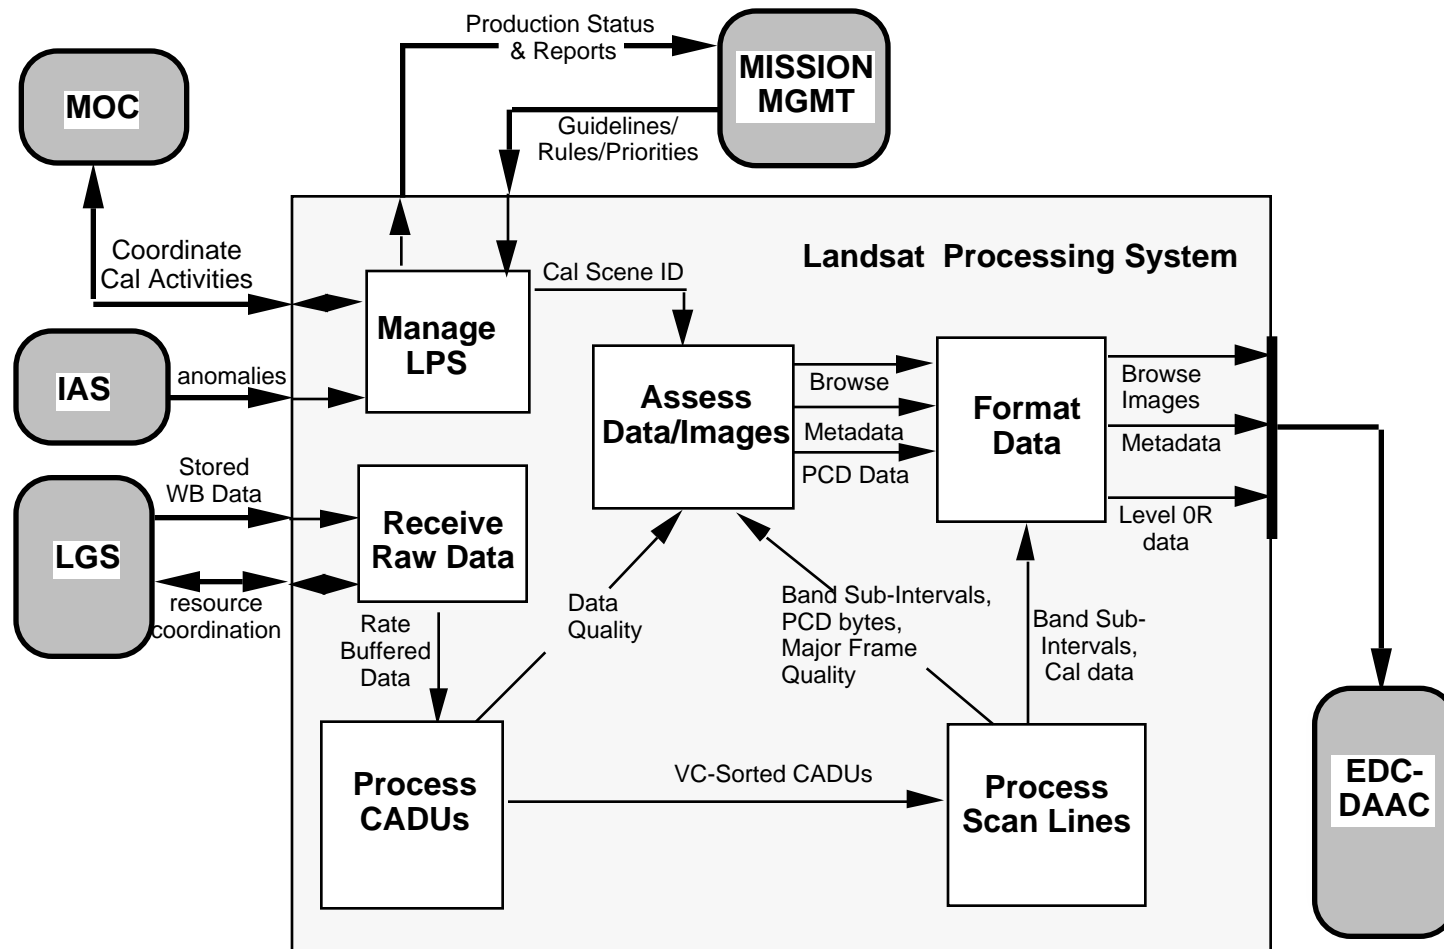 Production Status
& Reports
MISSION
MGMT
MOC
Guidelines/
Rules/Priorities
Coordinate
Cal Activities
Landsat Processing System
Cal Scene ID
Manage
LPS
IAS
anomalies
Assess
Data/Images
Browse
Metadata
PCD Data
Format
Data
Browse
Images
Metadata
Level 0R
data
Stored
WB Data
LGS
Receive
Raw Data
resource
coordination
Rate
Buffered
Data
Data
Quality
Band Sub-Intervals,
PCD bytes,
Major Frame
Quality
Band Sub-
Intervals,
Cal data
Process
CADUs
VC-Sorted CADUs
Process
Scan Lines
EDC-
DAAC